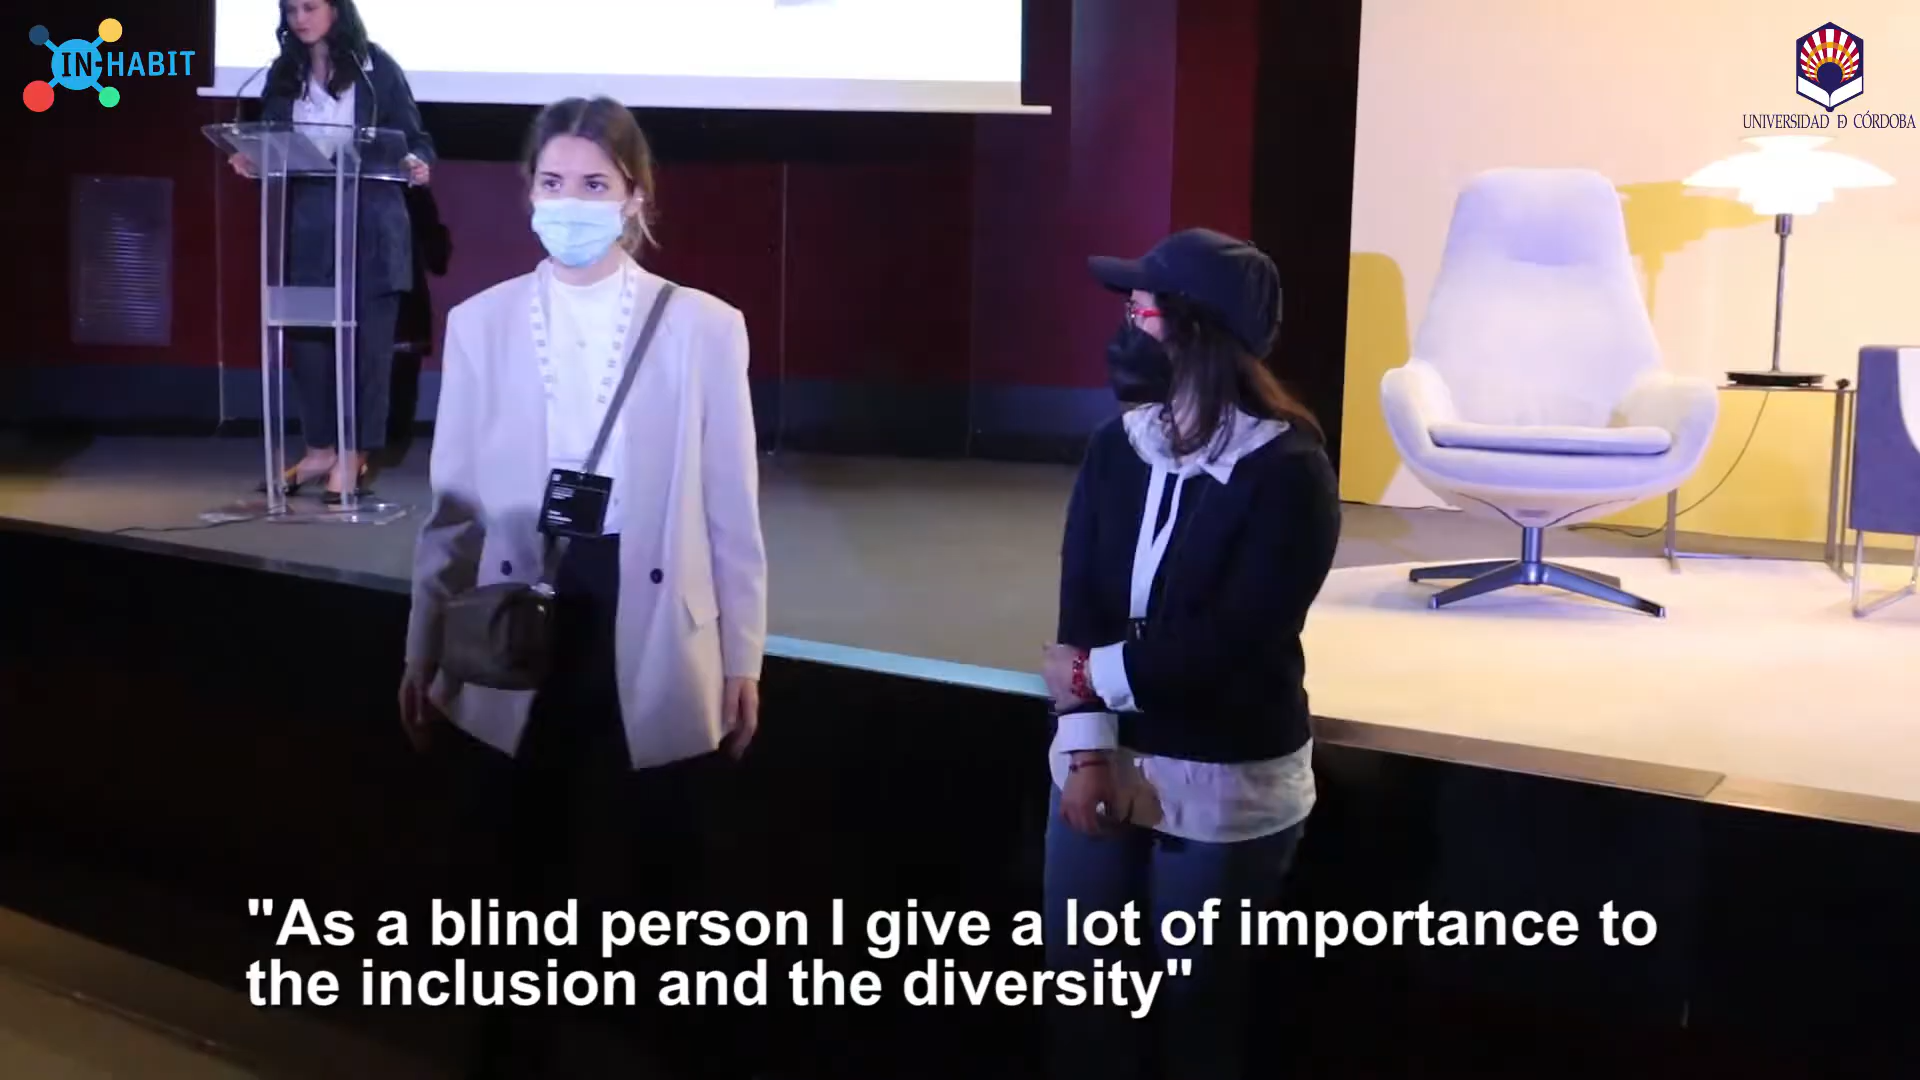 IN-HABIT
UNIVERSIDAD Ð CÓRDOBA
"As a blind person I give a lot of importance to
the inclusion and the diversity"